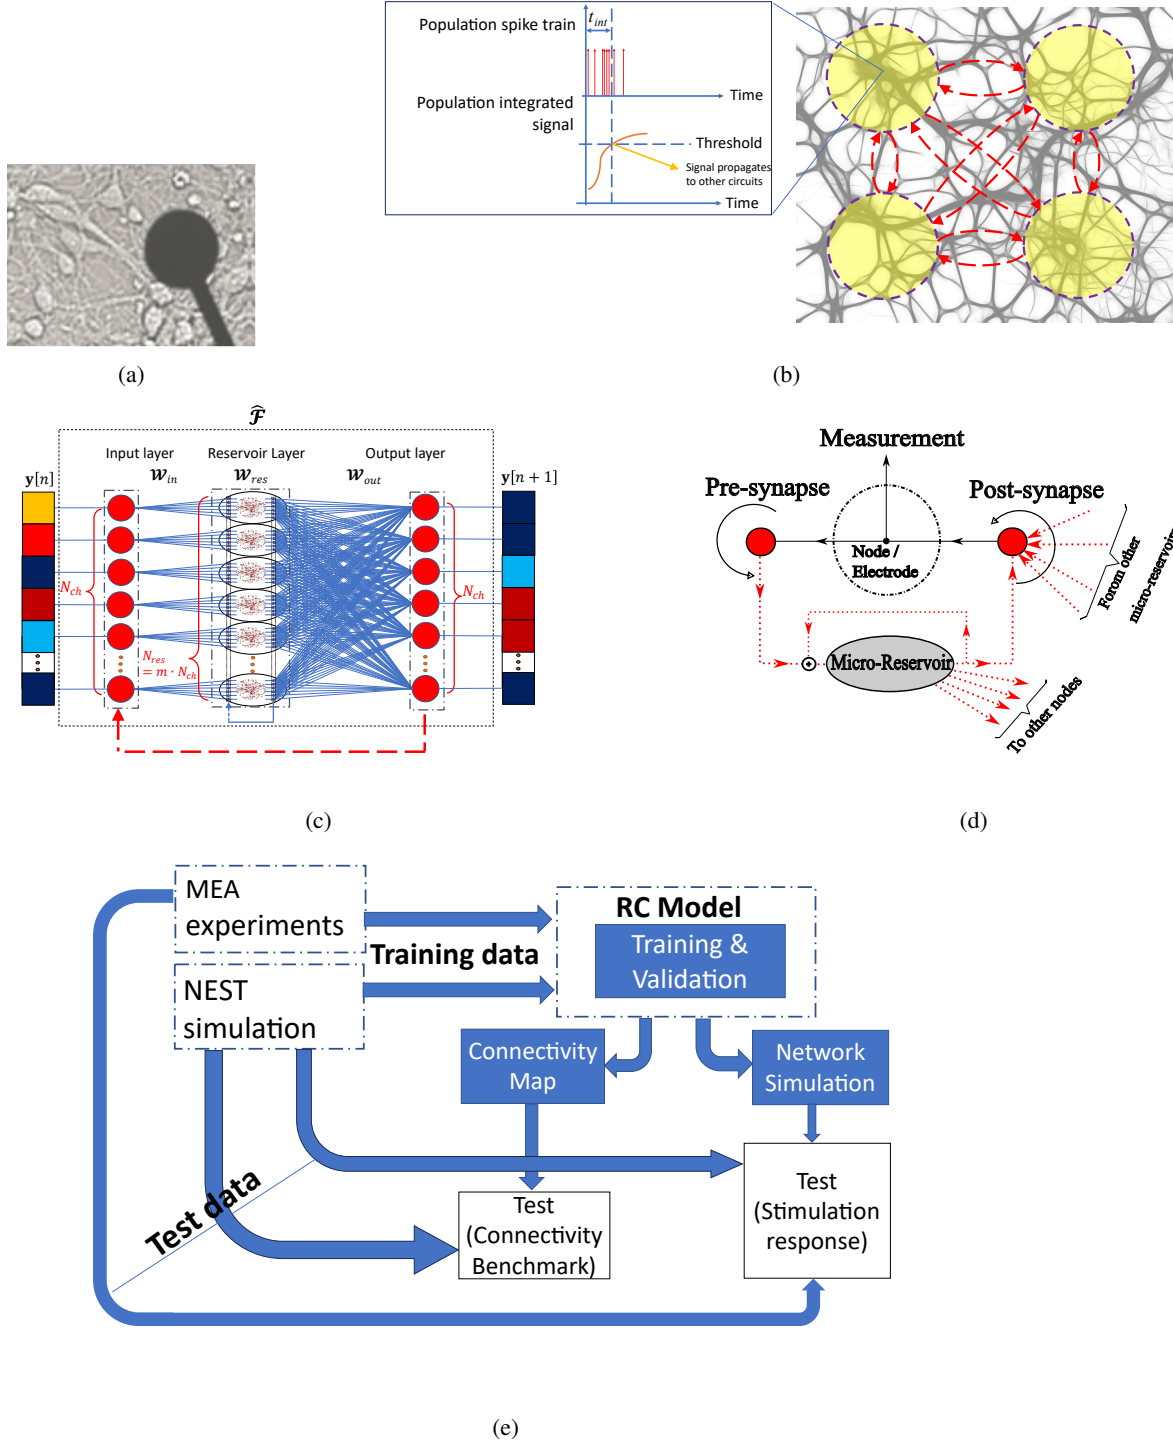 Population spike train
t_int
Time
Population integrated
signal
Threshold
Signal propagates
to other circuits
Time
(a)
(b)
𝓕̂
Input layer
Reservoir Layer
Output layer
y[n]
𝒲_in
𝒲_res
𝒲_out
y[n + 1]
N_ch
N_ch
N_res
= m · N_ch
(c)
Measurement
Pre-synapse
Post-synapse
Node /
Electrode
Forom other
micro-reservoirs
Micro-Reservoir
To other nodes
(d)
MEA
experiments
RC Model
Training &
Validation
Training data
NEST
simulation
Connectivity
Map
Network
Simulation
Test data
Test
(Connectivity
Benchmark)
Test
(Stimulation
response)
(e)